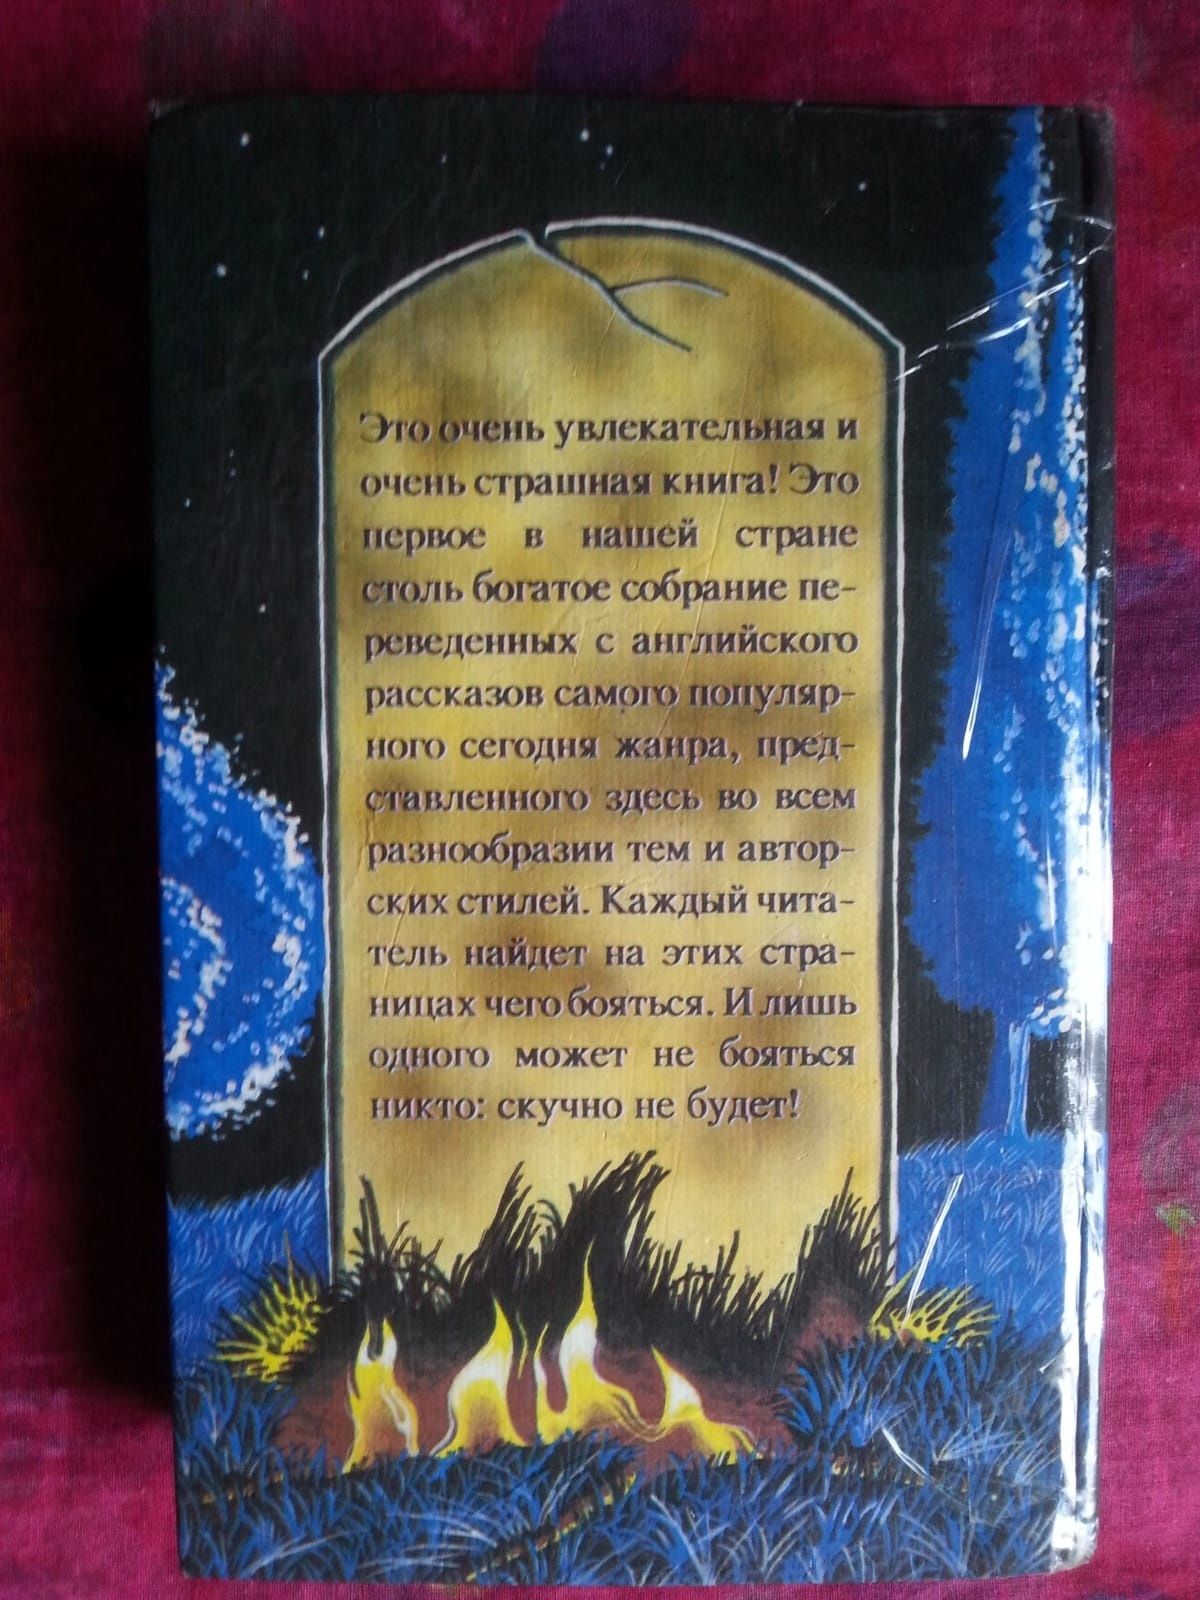 Это очень увлекательная и
очень страшная книга! Это
первое в нашей стране
столь богатое собрание пе-
реведенных с английского
рассказов самого популяр-
ного сегодня жанра, пред-
ставленного здесь во всем
разнообразии тем и автор-
ских стилей. Каждый чита-
тель найдет на этих стра-
ницах чего бояться. И лишь
одного может не бояться
никто: скучно не будет!